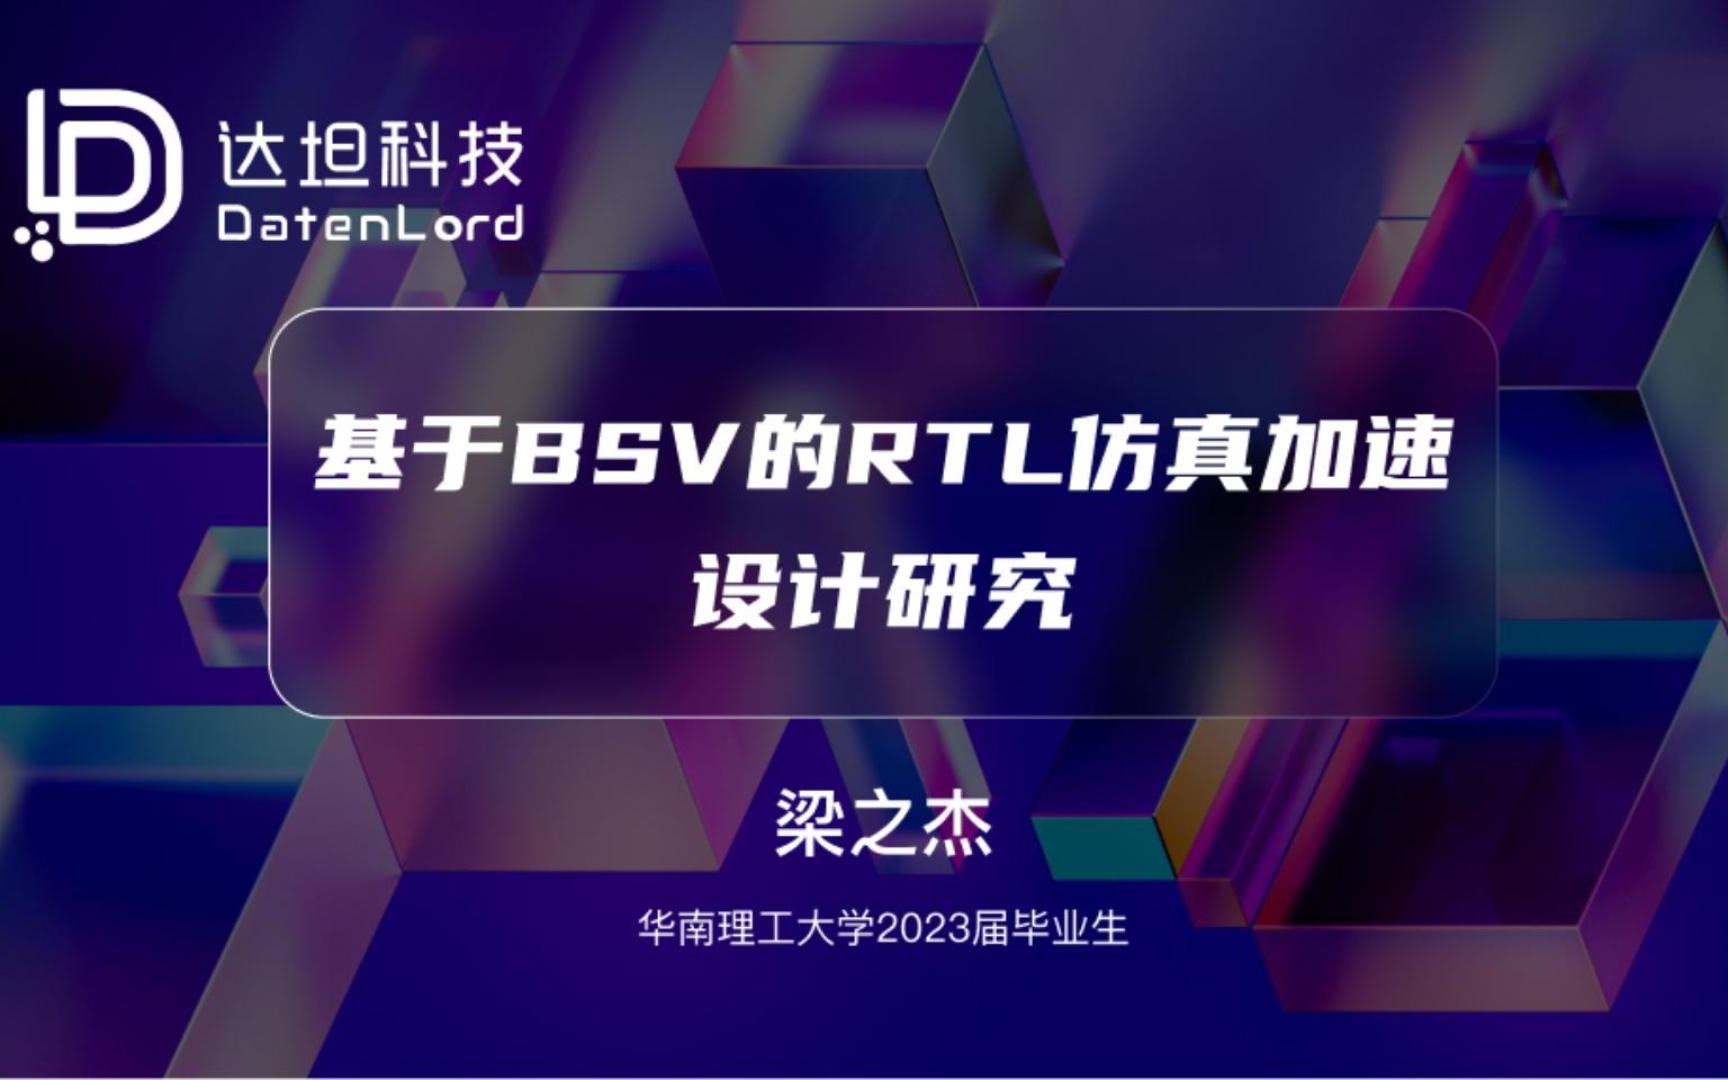 达坦科技
DatenLord
基于BSV的RTL仿真加速
设计研究
梁之杰
华南理工大学2023届毕业生